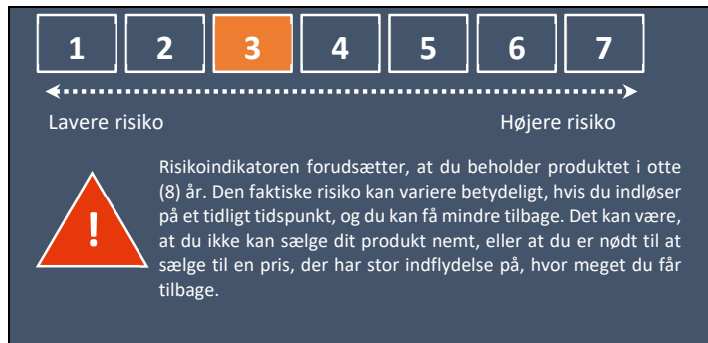 1 2 3 4 5 6 7
Lavere risiko Højere risiko
Risikoindikatoren forudsætter, at du beholder produktet i otte
(8) år. Den faktiske risiko kan variere betydeligt, hvis du indløser
på et tidligt tidspunkt, og du kan få mindre tilbage. Det kan være,
at du ikke kan sælge dit produkt nemt, eller at du er nødt til at
sælge til en pris, der har stor indflydelse på, hvor meget du får
tilbage.
!